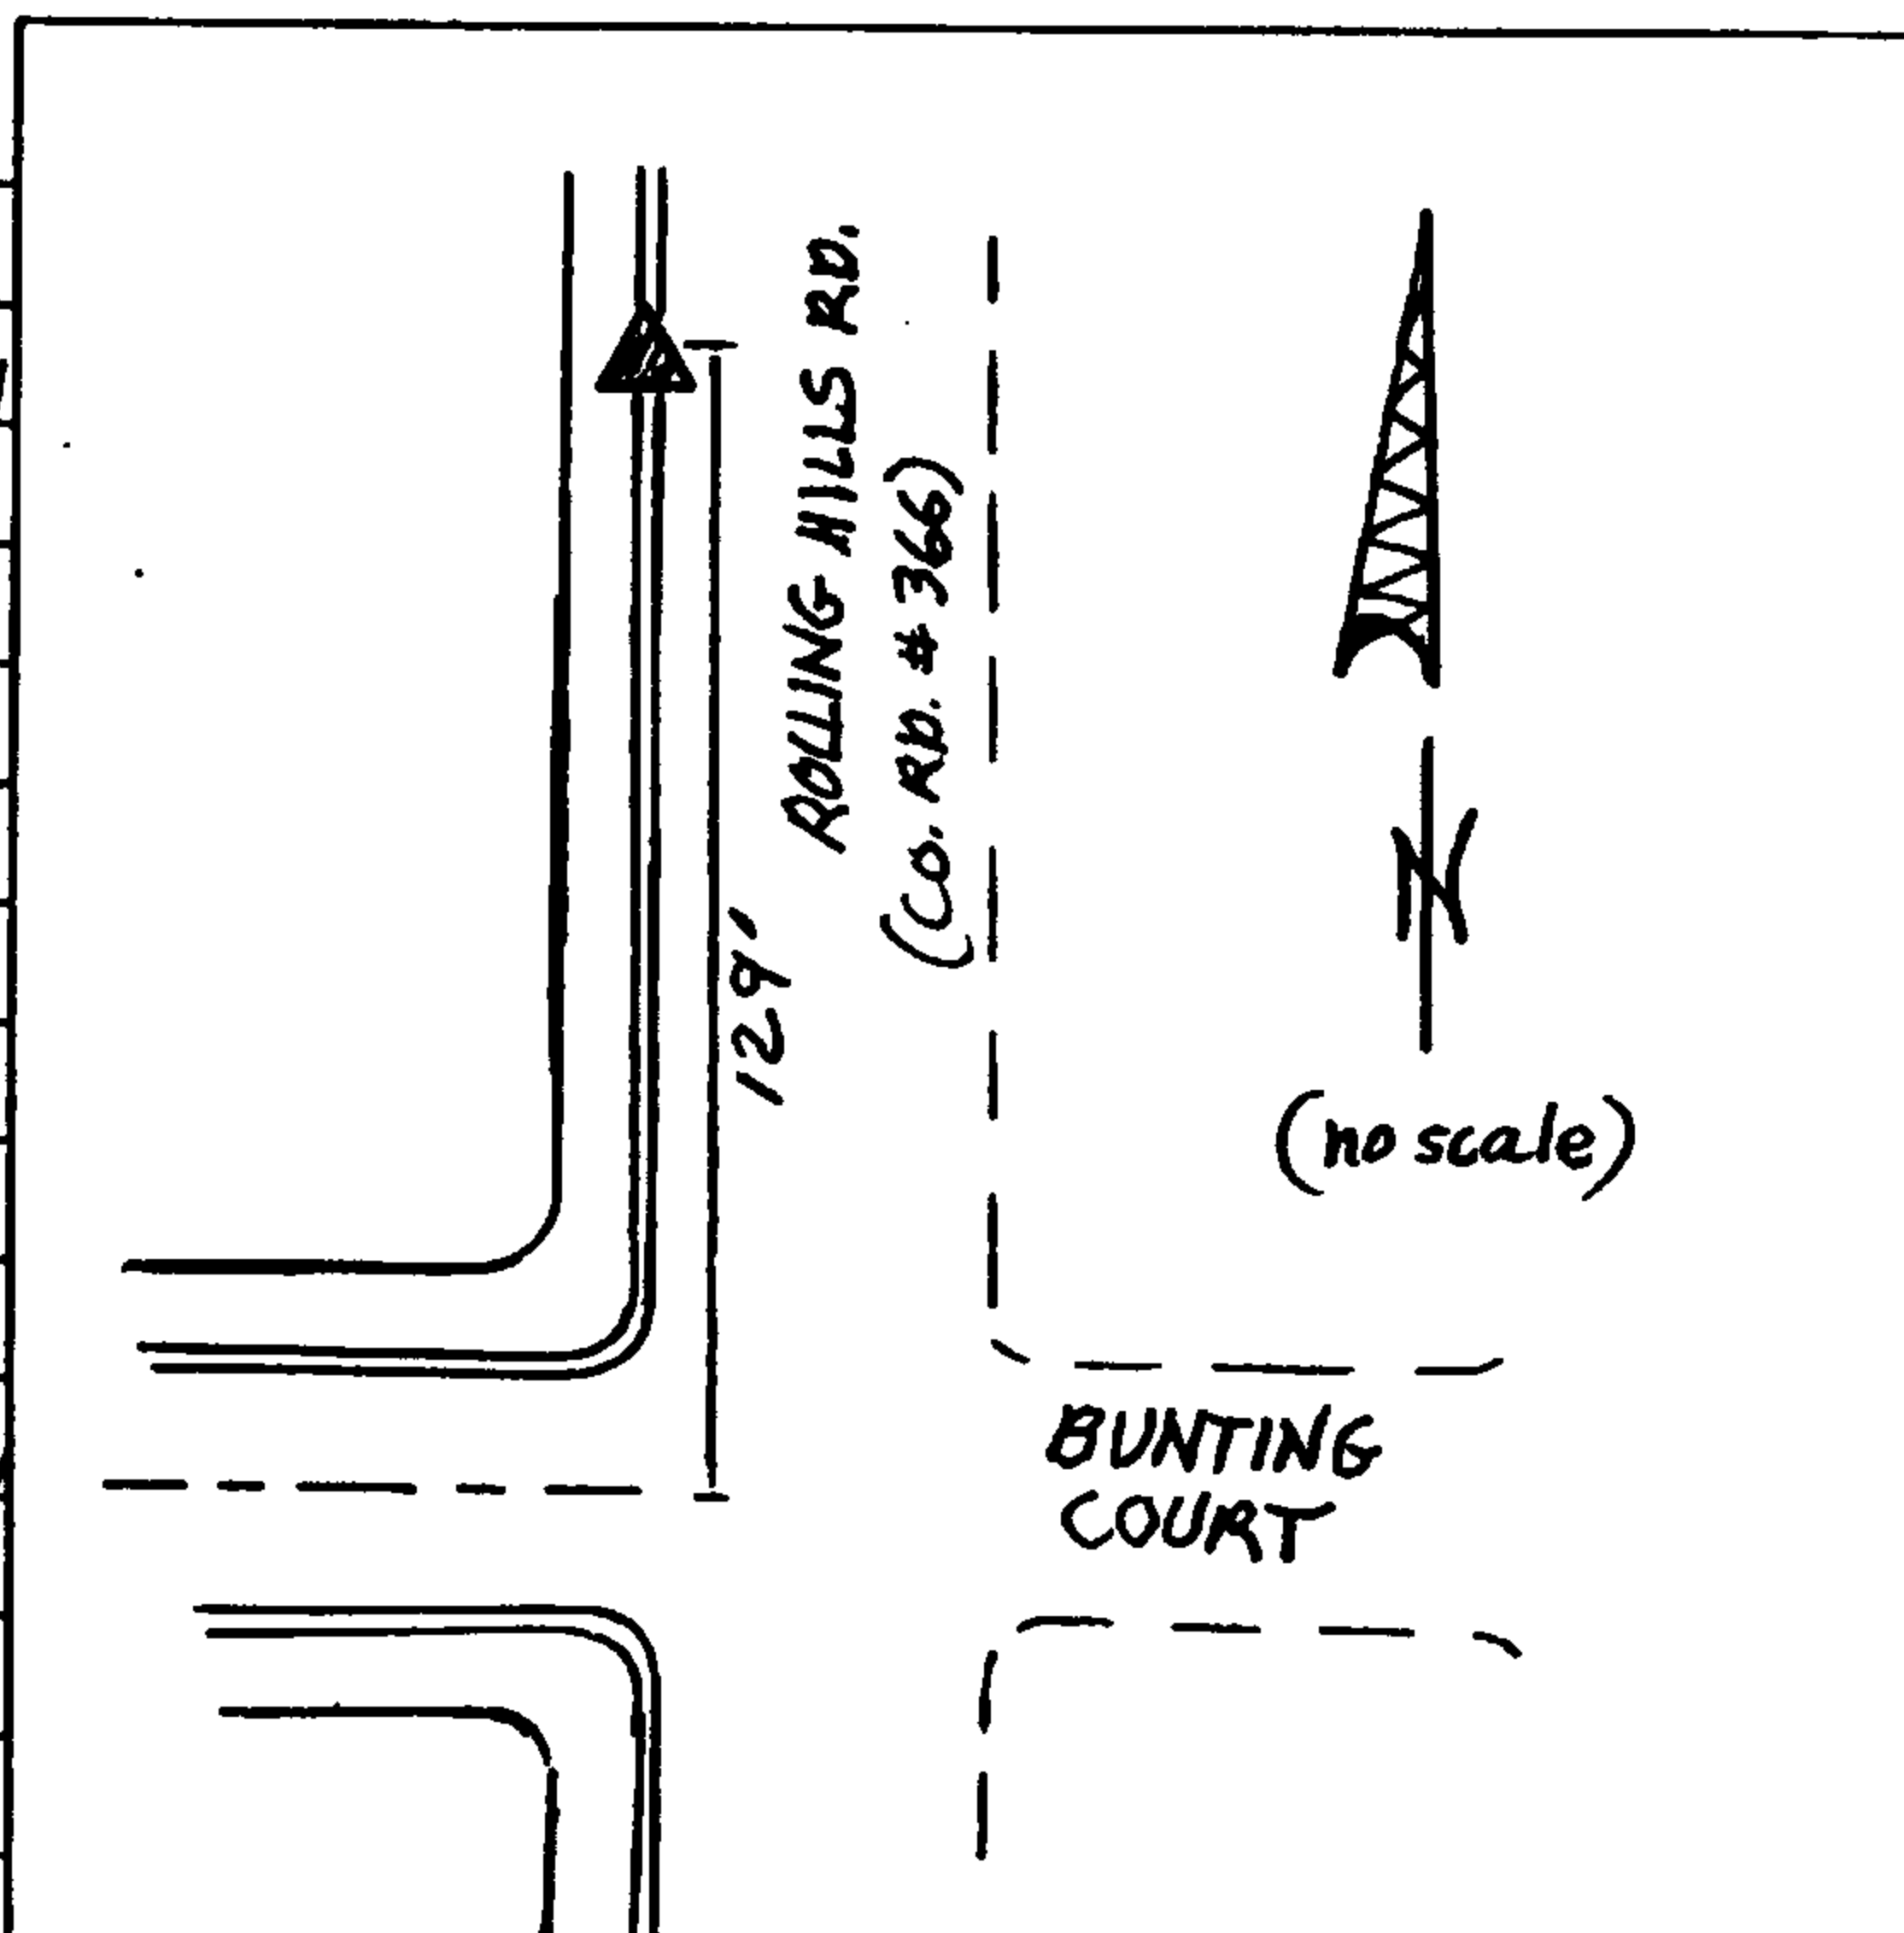 ROLLING HILLS RD.
(CO. RD. # 366)
129'
N
(no scale)
BUNTING
COURT